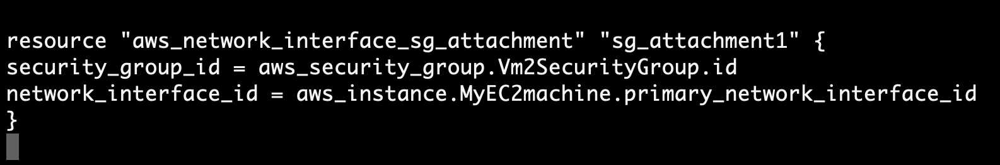 resource "aws_network_interface_sg_attachment" "sg_attachment1" {
security_group_id = aws_security_group.Vm2SecurityGroup.id
network_interface_id = aws_instance.MyEC2machine.primary_network_interface_id
}